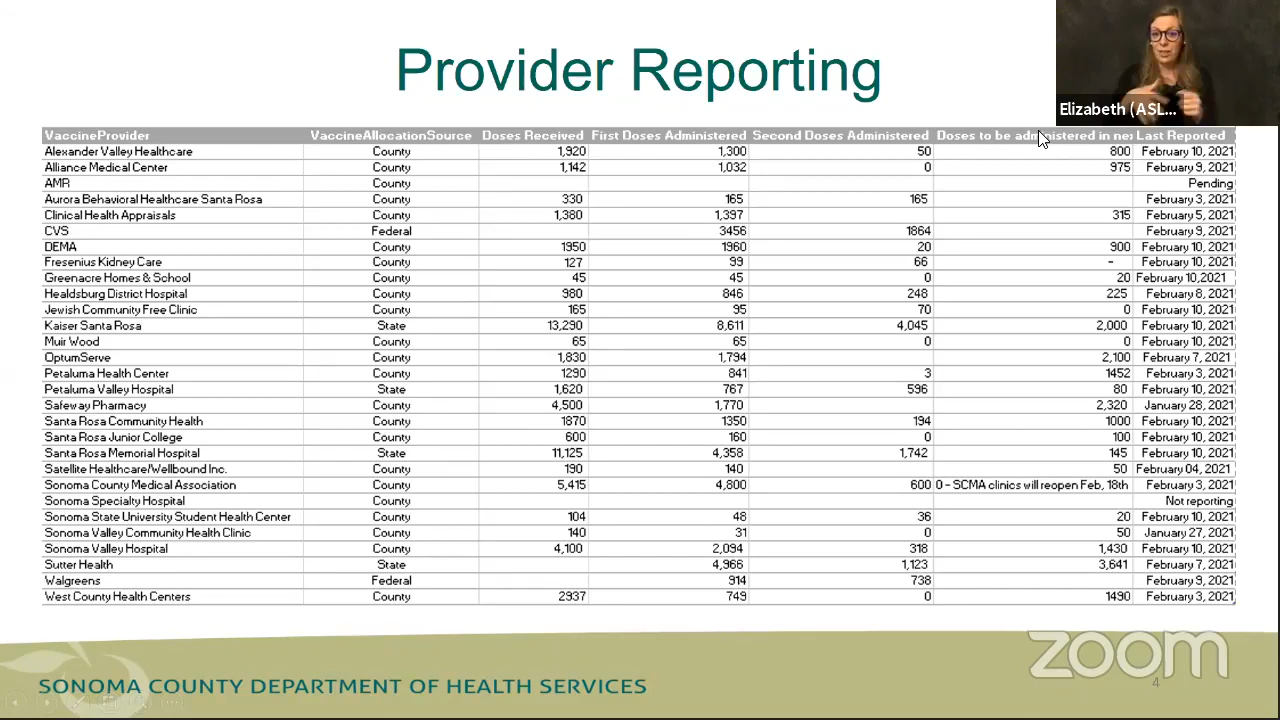 Provider Reporting
Elizabeth (ASL...
VaccineProvider VaccineAllocationSource Doses Received First Doses Administered Second Doses Administered Doses to be administered in nex Last Reported
Alexander Valley Healthcare County 1,920 1,300 50 800 February 10, 2021
Alliance Medical Center County 1,142 1,032 0 975 February 9, 2021
AMR County Pending
Aurora Behavioral Healthcare Santa Rosa County 330 165 165 February 3, 2021
Clinical Health Appraisals County 1,380 1,397 315 February 5, 2021
CVS Federal 3456 1864 February 9, 2021
DEMA County 1950 1960 20 900 February 10, 2021
Fresenius Kidney Care County 127 99 66 - February 10, 2021
Greenacre Homes & School County 45 45 0 20 February 10,2021
Healdsburg District Hospital County 980 846 248 225 February 8, 2021
Jewish Community Free Clinic County 165 95 70 0 February 10, 2021
Kaiser Santa Rosa State 13,290 8,611 4,045 2,000 February 10, 2021
Muir Wood County 65 65 0 0 February 10, 2021
OptumServe County 1,830 1,794 2,100 February 7, 2021
Petaluma Health Center County 1290 841 3 1452 February 3, 2021
Petaluma Valley Hospital State 1,620 767 596 80 February 10, 2021
Safeway Pharmacy County 4,500 1,770 2,320 January 28, 2021
Santa Rosa Community Health County 1870 1350 194 1000 February 10, 2021
Santa Rosa Junior College County 600 160 0 100 February 10, 2021
Santa Rosa Memorial Hospital State 11,125 4,358 1,742 145 February 10, 2021
Satellite Healthcare/Wellbound Inc. County 190 140 50 February 04, 2021
Sonoma County Medical Association County 5,415 4,800 600 0 - SCMA clinics will reopen Feb, 18th February 3, 2021
Sonoma Specialty Hospital County Not reporting
Sonoma State University Student Health Center County 104 48 36 20 February 10, 2021
Sonoma Valley Community Health Clinic County 140 31 0 50 January 27, 2021
Sonoma Valley Hospital County 4,100 2,094 318 1,430 February 10, 2021
Sutter Health State 4,966 1,123 3,641 February 7, 2021
Walgreens Federal 914 738 February 9, 2021
West County Health Centers County 2937 749 0 1490 February 3, 2021
zoom
4
SONOMA COUNTY DEPARTMENT OF HEALTH SERVICES